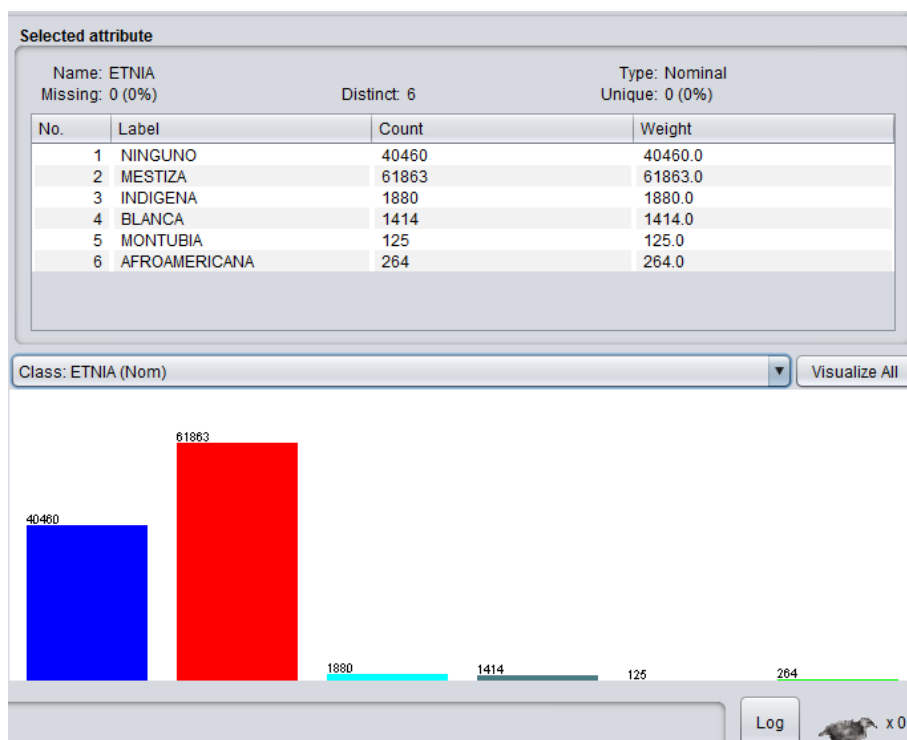 Selected attribute
Name: ETNIA Type: Nominal
Missing: 0 (0%) Distinct: 6 Unique: 0 (0%)
No. Label Count Weight
1 NINGUNO 40460 40460.0
2 MESTIZA 61863 61863.0
3 INDIGENA 1880 1880.0
4 BLANCA 1414 1414.0
5 MONTUBIA 125 125.0
6 AFROAMERICANA 264 264.0
Class: ETNIA (Nom) Visualize All
61863
40460
1880 1414 125 264
Log x 0